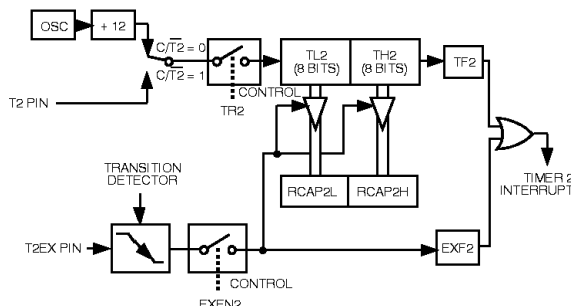 OSC
+ 12
C/T2 = 0
C/T2 = 1
TL2
(8 BITS)
TH2
(8 BITS)
TF2
T2 PIN
CONTROL
TR2
TRANSITION
DETECTOR
RCAP2L
RCAP2H
TIMER 2
INTERRUPT
T2EX PIN
EXF2
CONTROL
EXEN2